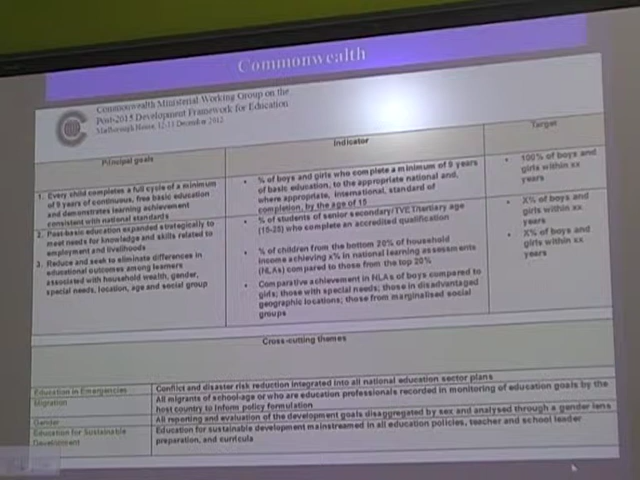 Commonwealth
Commonwealth Ministerial Working Group on the
Post-2015 Development Framework for Education
Marlborough House, 12-13 December 2012
Principal goals
Indicator
Target
1. Every child completes a full cycle of a minimum
of 9 years of continuous, free basic education
and demonstrates learning achievement
consistent with national standards
2. Post-basic education expanded strategically to
meet needs for knowledge and skills related to
employment and livelihoods
3. Reduce and seek to eliminate differences in
educational outcomes among learners
associated with household wealth, gender,
special needs, location, age and social group
• % of boys and girls who complete a minimum of 9 years
of basic education, to the appropriate national and,
where appropriate, international, standard of
completion, by the age of 15
• % of students of senior secondary/TVE Tertiary age
(15-25) who complete an accredited qualification
• % of children from the bottom 20% of household
income achieving x% in national learning assessments
(NLAs) compared to those from the top 20%
• Comparative achievement in NLAs of boys compared to
girls; those with special needs; those in disadvantaged
geographic locations; those from marginalised social
groups
• 100% of boys and
girls within xx
years
• X% of boys and
girls within xx
years
• X% of boys and
girls within xx
years
Cross-cutting themes
Education in Emergencies
Conflict and disaster risk reduction integrated into all national education sector plans
Migration
All migrants of school-age or who are education professionals recorded in monitoring of education goals by the
host country to inform policy formulation
Gender
All reporting and evaluation of the development goals disaggregated by sex and analysed through a gender lens
Education for Sustainable
Development
Education for sustainable development mainstreamed in all education policies, teacher and school leader
preparation, and curricula